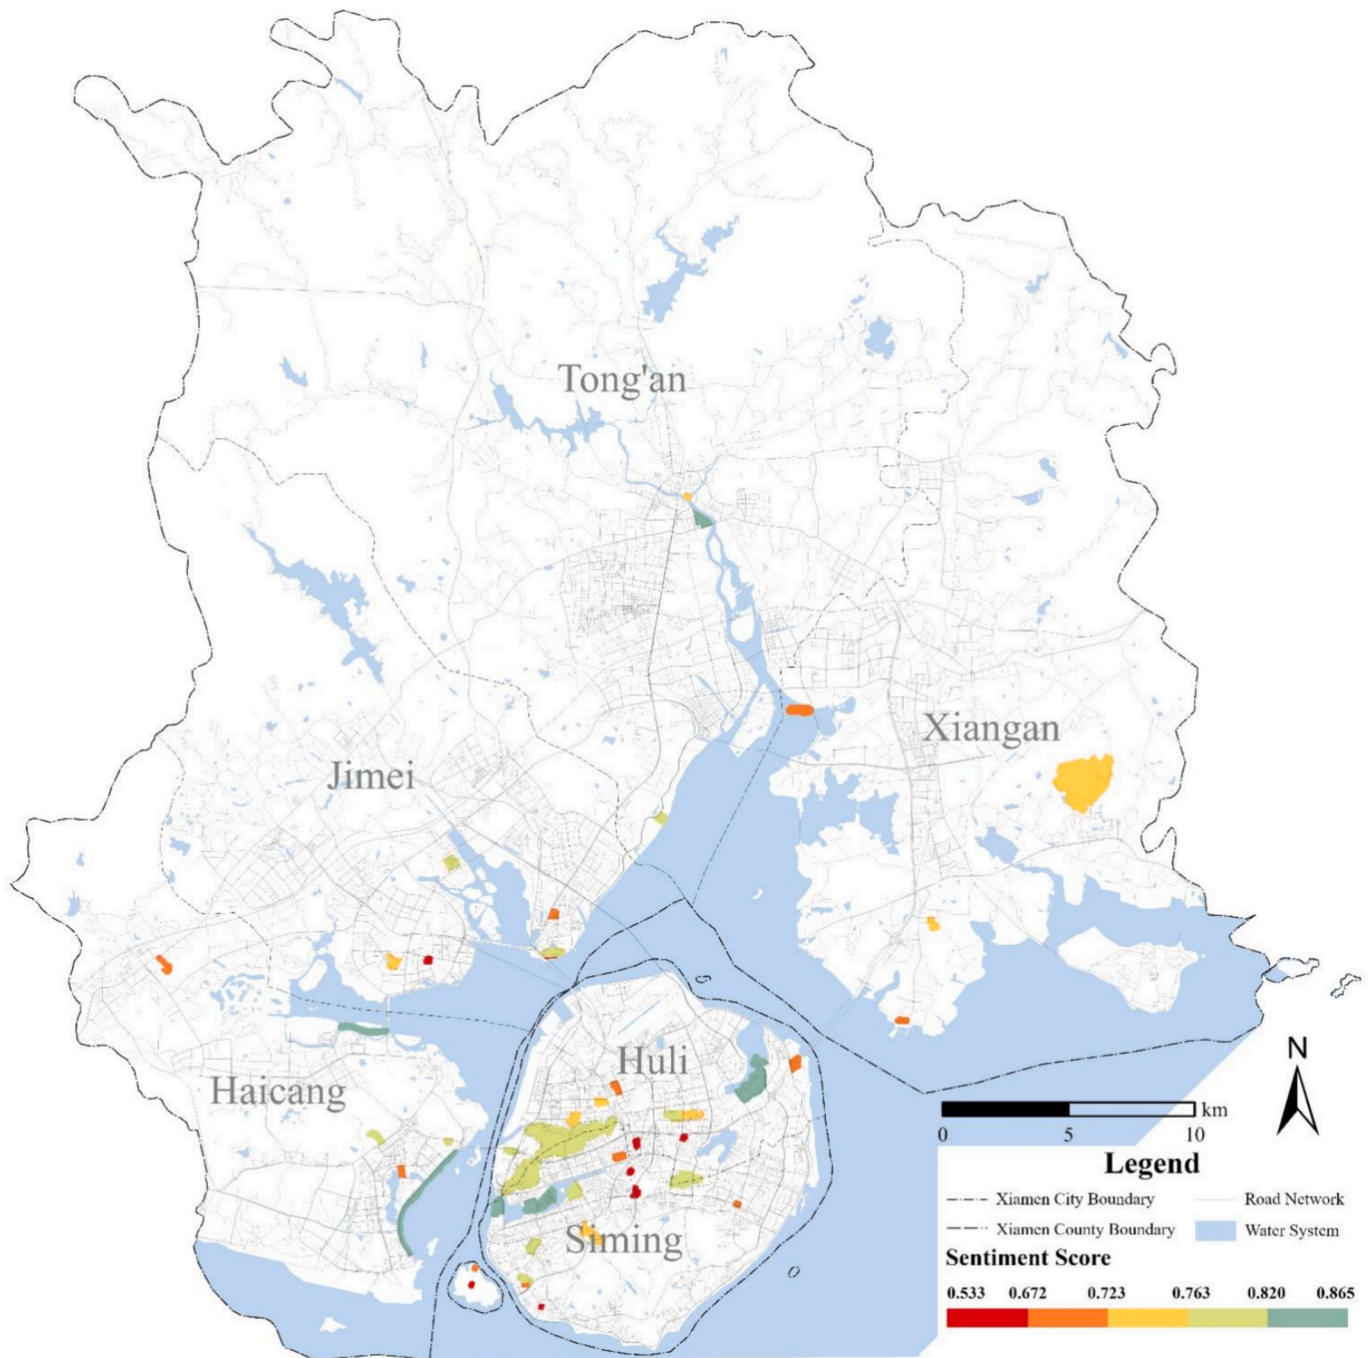 Tong'an
Xiangan
Jimei
Huli
Haicang
Siming
N
km
0 5 10
Legend
Xiamen City Boundary Road Network
Xiamen County Boundary Water System
Sentiment Score
0.533 0.672 0.723 0.763 0.820 0.865